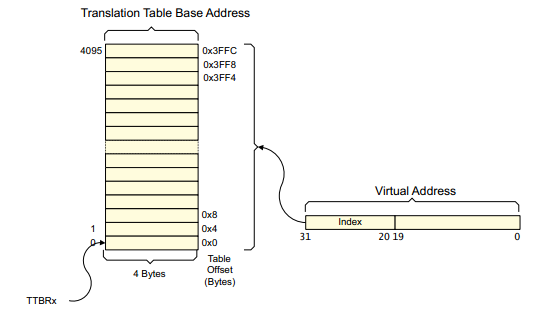 Translation Table Base Address
4095 0x3FFC
0x3FF8
0x3FF4
Virtual Address
0x8
Index
1 0x4
31 20 19 0
0 0x0
4 Bytes
Table
Offset
(Bytes)
TTBRx